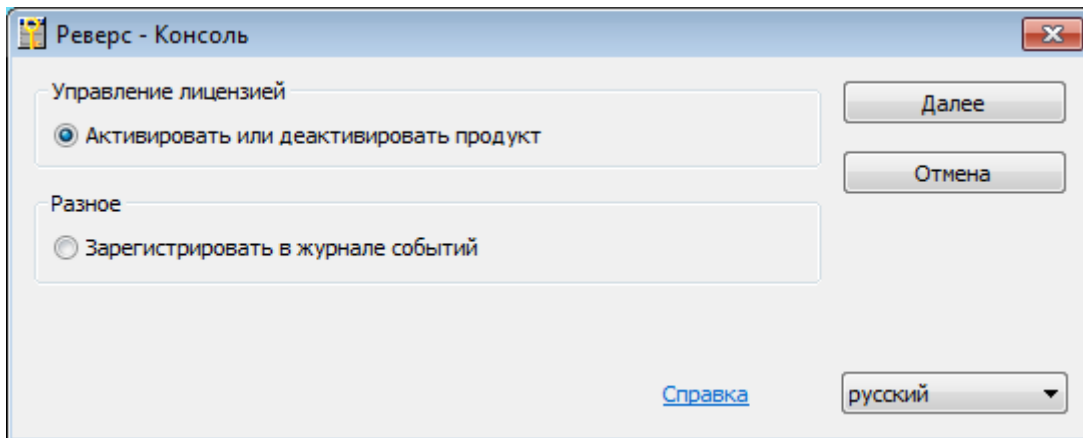 Реверс - Консоль
Управление лицензией
Активировать или деактивировать продукт
Далее
Отмена
Разное
Зарегистрировать в журнале событий
Справка
русский